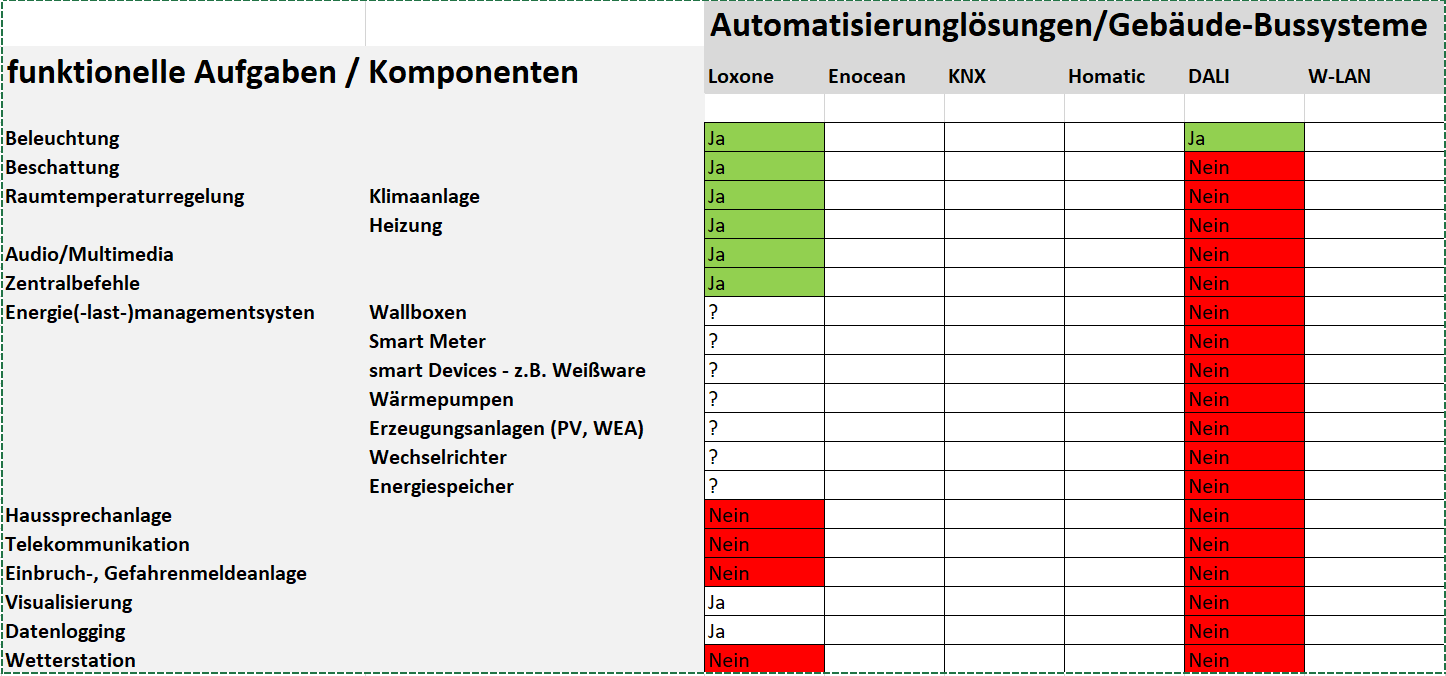 Automatisierunglösungen/Gebäude-Bussysteme
funktionelle Aufgaben / Komponenten Loxone Enocean KNX Homatic DALI W-LAN
Beleuchtung Ja Ja
Beschattung Ja Nein
Raumtemperaturregelung Klimaanlage Ja Nein
Heizung Ja Nein
Audio/Multimedia Ja Nein
Zentralbefehle Ja Nein
Energie(-last-)managementsysten Wallboxen ? Nein
Smart Meter ? Nein
smart Devices - z.B. Weißware ? Nein
Wärmepumpen ? Nein
Erzeugungsanlagen (PV, WEA) ? Nein
Wechselrichter ? Nein
Energiespeicher ? Nein
Haussprechanlage Nein Nein
Telekommunikation Nein Nein
Einbruch-, Gefahrenmeldeanlage Nein Nein
Visualisierung Ja Nein
Datenlogging Ja Nein
Wetterstation Nein Nein